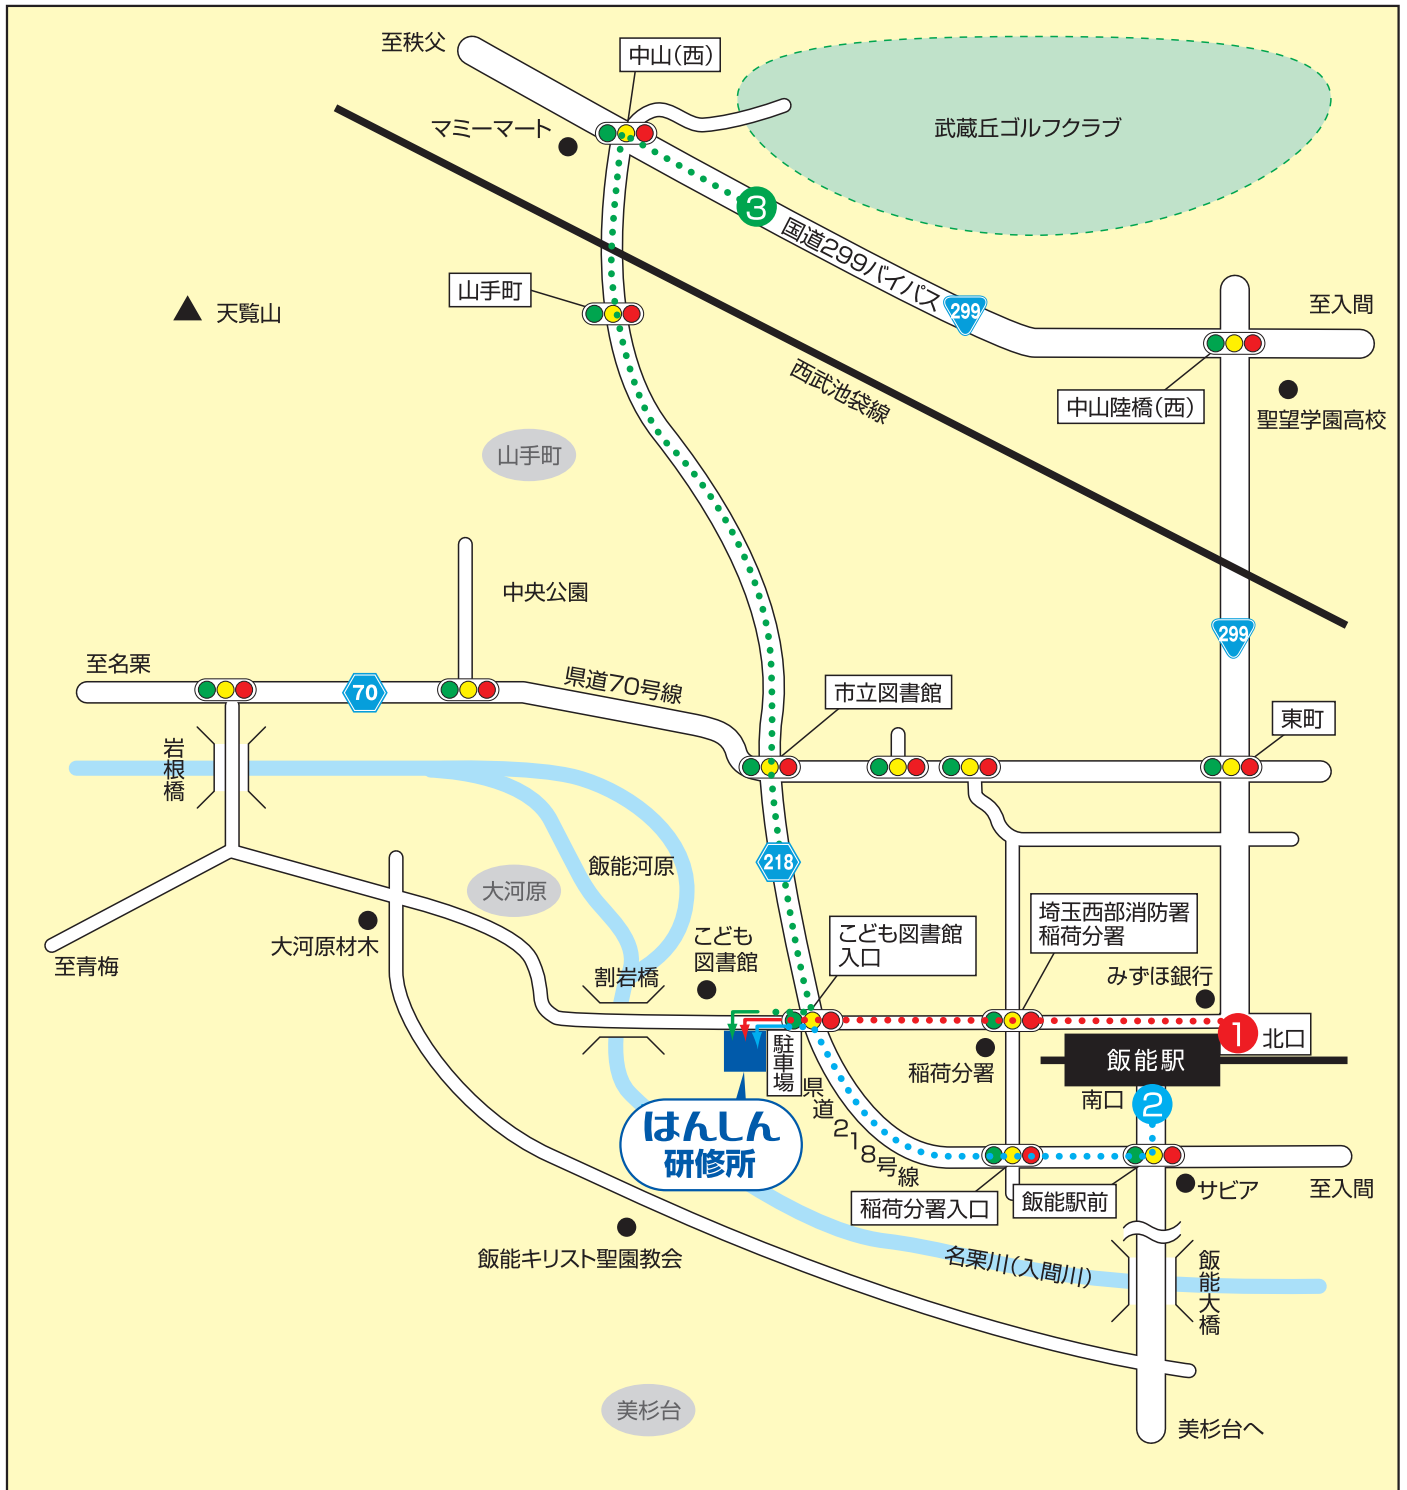 至秩父
中山(西)
マミーマート
武蔵丘ゴルフクラブ
3
国道299バイパス
299
山手町
天覧山
至入間
西武池袋線
中山陸橋(西)
聖望学園高校
山手町
中央公園
299
至名栗
70
県道70号線
市立図書館
東町
岩根橋
218
飯能河原
大河原
大河原材木
至青梅
割岩橋
こども
図書館
こども図書館
入口
埼玉西部消防署
稲荷分署
みずほ銀行
1
北口
駐車場
稲荷分署
飯能駅
南口
2
県道218号線
はんしん
研修所
稲荷分署入口
飯能駅前
サビア
至入間
飯能キリスト聖園教会
名栗川(入間川)
飯能大橋
美杉台
美杉台へ